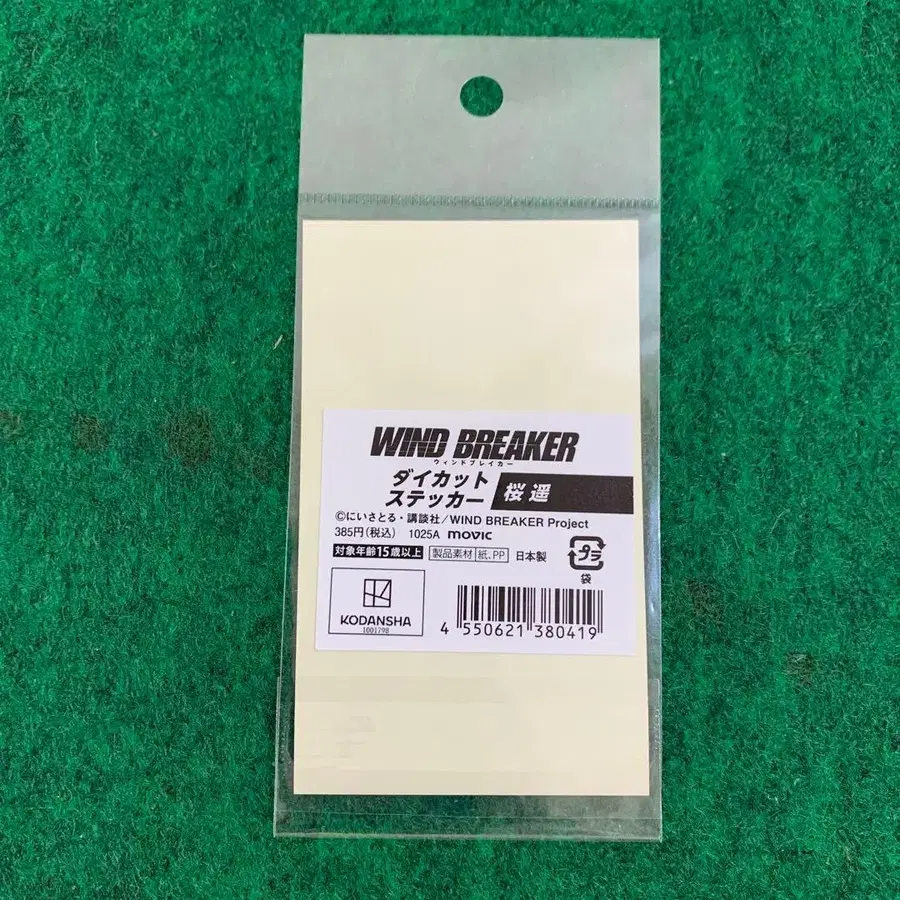 WIND BREAKER
ウィンドブレイカー
ダイカット
ステッカー
桜 遥
©にいさとる・講談社/WIND BREAKER Project
385円(税込) 1025A movic
対象年齢15歳以上 製品素材 紙、PP 日本製
プラ
袋
KODANSHA
1001798
4 550621 380419